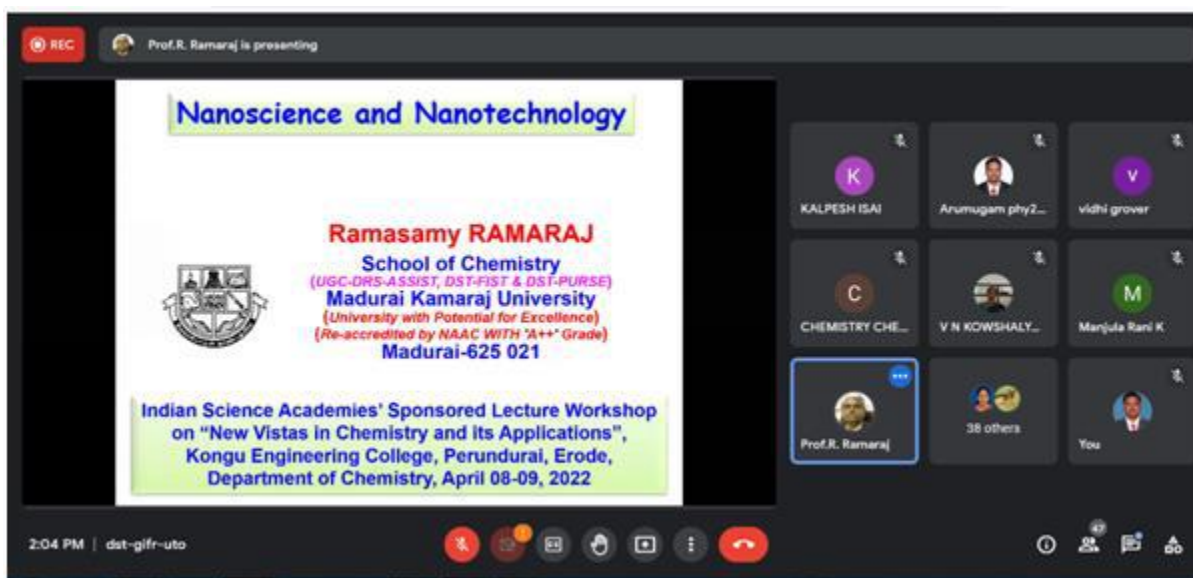 REC
Prof.R. Ramaraj is presenting
Nanoscience and Nanotechnology
Ramasamy RAMARAJ
School of Chemistry
(UGC-DRS-ASSIST, DST-FIST & DST-PURSE)
Madurai Kamaraj University
(University with Potential for Excellence)
(Re-accredited by NAAC WITH "A++" Grade)
Madurai-625 021
Indian Science Academies' Sponsored Lecture Workshop
on "New Vistas in Chemistry and its Applications",
Kongu Engineering College, Perundurai, Erode,
Department of Chemistry, April 08-09, 2022
K
KALPESH ISAI
Arumugam phy2...
V
vidhi grover
C
CHEMISTRY CHE...
V N KOWSHALY...
M
Manjula Rani K
Prof.R. Ramaraj
38 others
You
2:04 PM | dst-gifr-uto
47